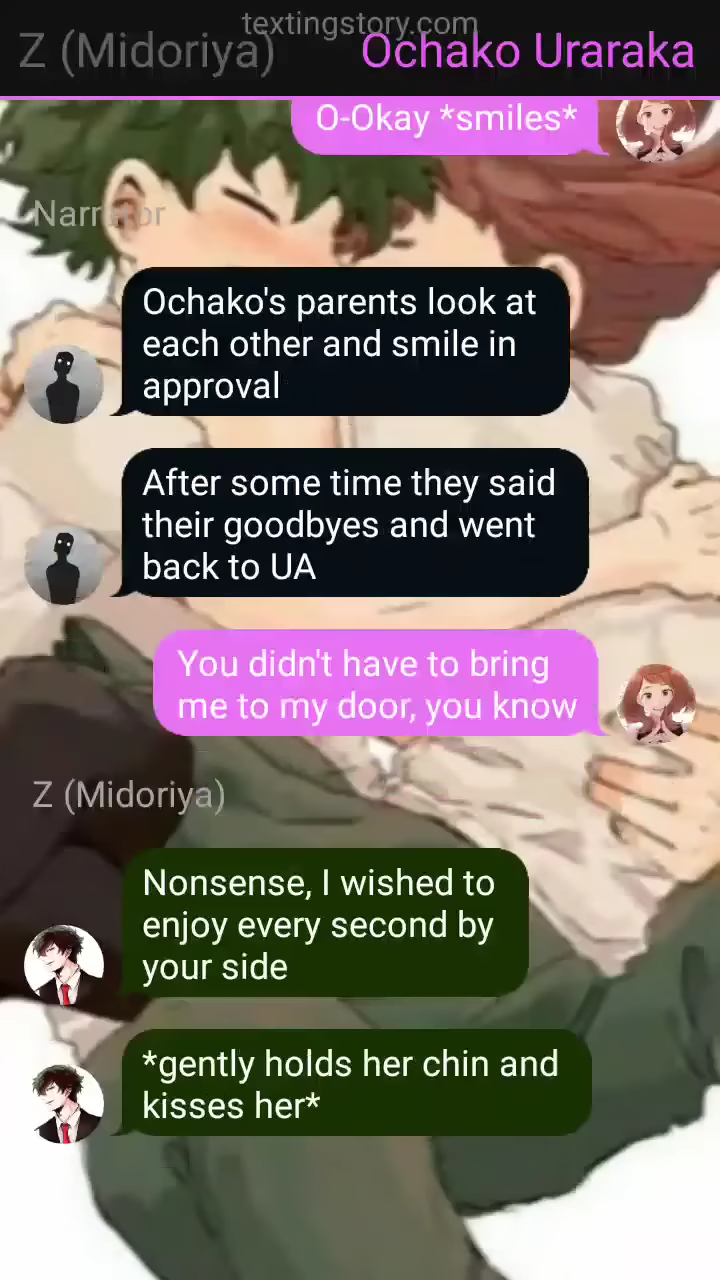 textingstory.com
Z (Midoriya)
Ochako Uraraka
O-Okay *smiles*
Narrator
Ochako's parents look at
each other and smile in
approval
After some time they said
their goodbyes and went
back to UA
You didn't have to bring
me to my door, you know
Z (Midoriya)
Nonsense, I wished to
enjoy every second by
your side
*gently holds her chin and
kisses her*